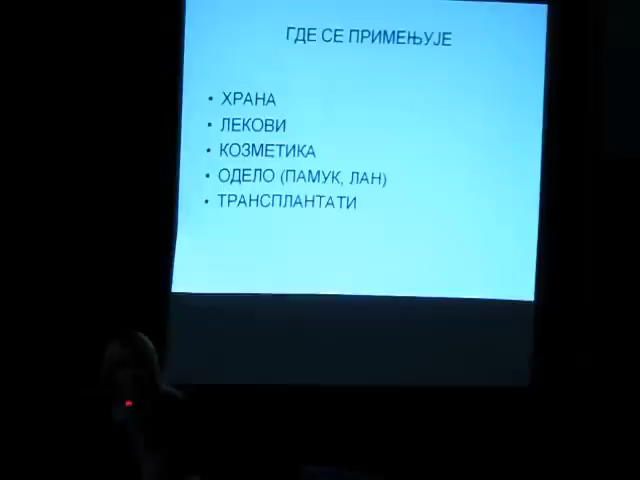 ГДЕ СЕ ПРИМЕЊУЈЕ
• ХРАНА
• ЛЕКОВИ
• КОЗМЕТИКА
• ОДЕЛО (ПАМУК, ЛАН)
• ТРАНСПЛАНТАТИ